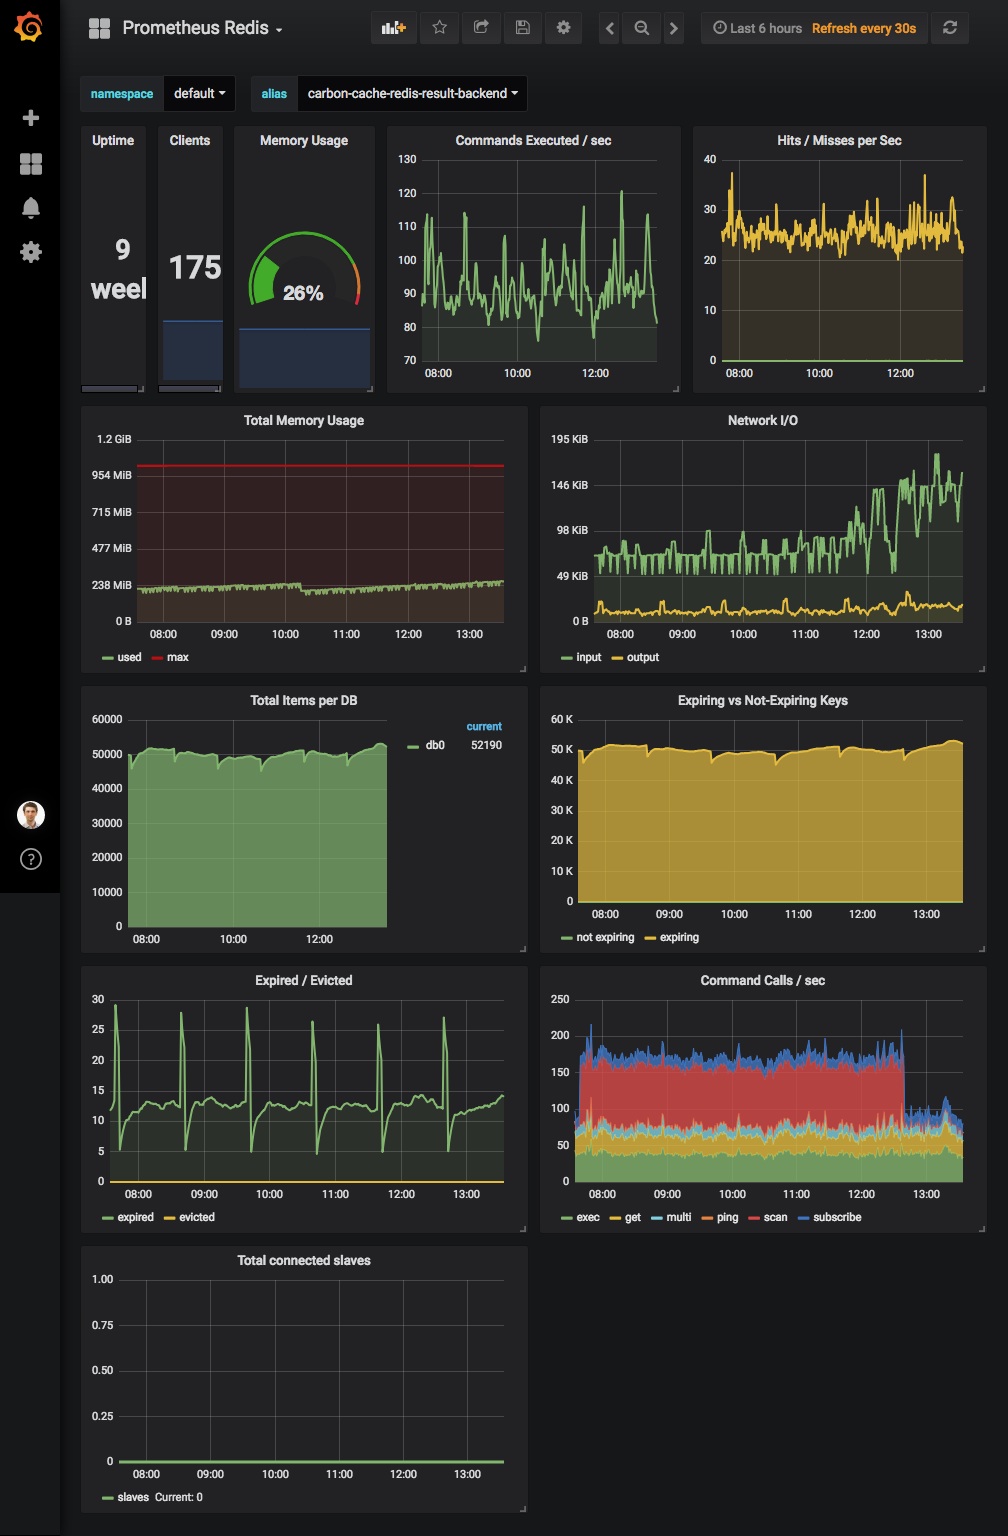 Prometheus Redis
Last 6 hours Refresh every 30s
namespace default alias carbon-cache-redis-result-backend
Uptime
9
weel
Clients
175
Memory Usage
26%
Commands Executed / sec
130
120
110
100
90
80
70
08:00 10:00 12:00
Hits / Misses per Sec
40
30
20
10
0
08:00 10:00 12:00
Total Memory Usage
1.2 GiB
954 MiB
715 MiB
477 MiB
238 MiB
0 B
08:00 09:00 10:00 11:00 12:00 13:00
used max
Network I/O
195 KiB
146 KiB
98 KiB
49 KiB
0 B
08:00 09:00 10:00 11:00 12:00 13:00
input output
Total Items per DB
60000
50000
40000
30000
20000
10000
0
08:00 10:00 12:00
current
db0 52190
Expiring vs Not-Expiring Keys
60 K
50 K
40 K
30 K
20 K
10 K
0
08:00 09:00 10:00 11:00 12:00 13:00
not expiring expiring
?
Expired / Evicted
30
25
20
15
10
5
0
08:00 09:00 10:00 11:00 12:00 13:00
expired evicted
Command Calls / sec
250
200
150
100
50
0
08:00 09:00 10:00 11:00 12:00 13:00
exec get multi ping scan subscribe
Total connected slaves
1.00
0.75
0.50
0.25
0
08:00 09:00 10:00 11:00 12:00 13:00
slaves Current: 0